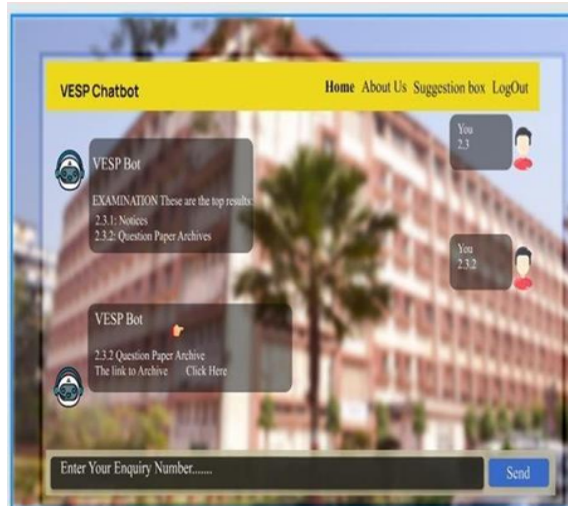 VESP Chatbot
Home About Us Suggestion box LogOut
You
2.3
VESP Bot
EXAMINATION These are the top results:
2.3.1: Notices
2.3.2: Question Paper Archives
You
2.3.2
VESP Bot
2.3.2 Question Paper Archive
The link to Archive Click Here
Enter Your Enquiry Number.......
Send